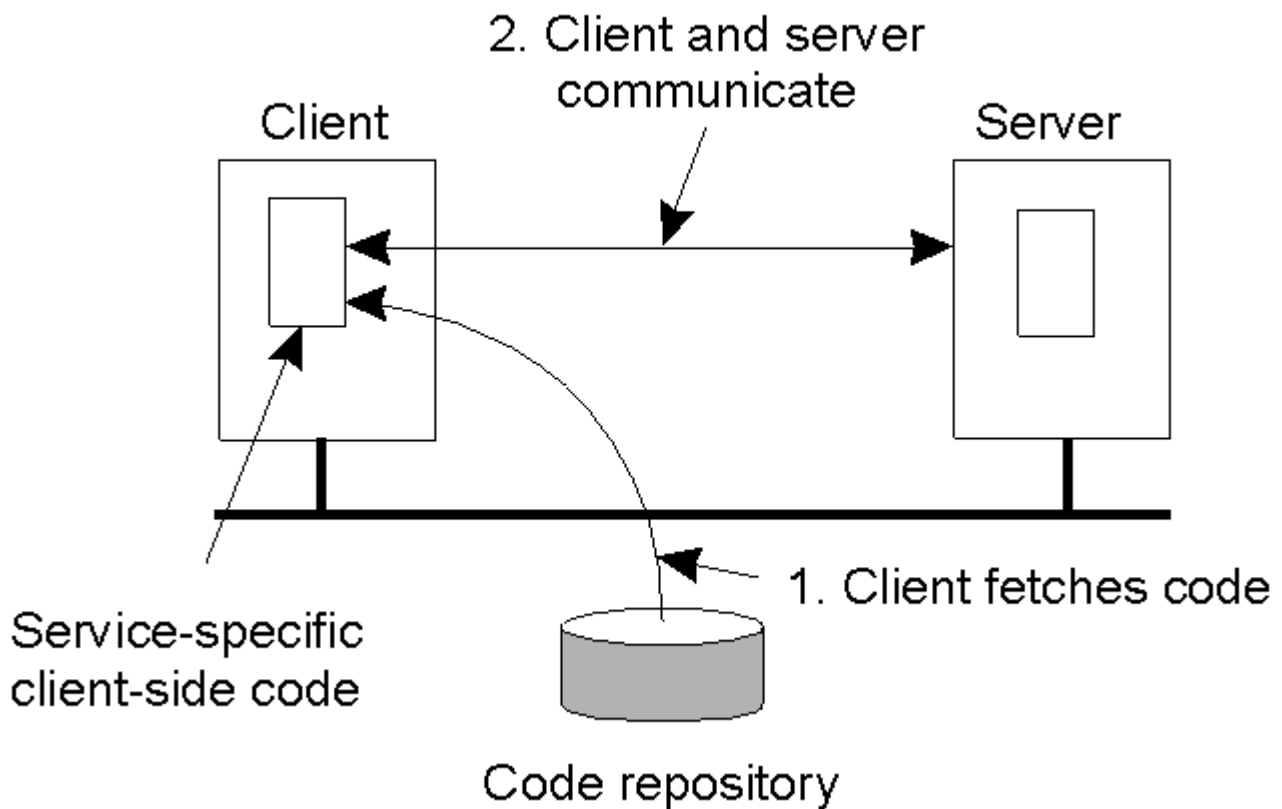 2. Client and server
communicate
Client
Server
1. Client fetches code
Service-specific
client-side code
Code repository